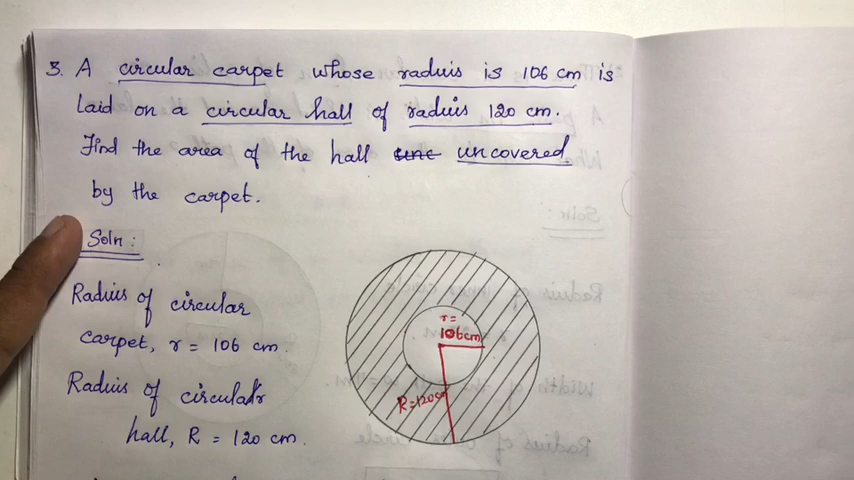 3. A circular carpet whose radius is 106 cm is
laid on a circular hall of radius 120 cm.
Find the area of the hall unc uncovered
by the carpet.
Soln:
Radius of circular
carpet, r = 106 cm.
Radius of circular
hall, R = 120 cm.
r =
106cm
R=120cm